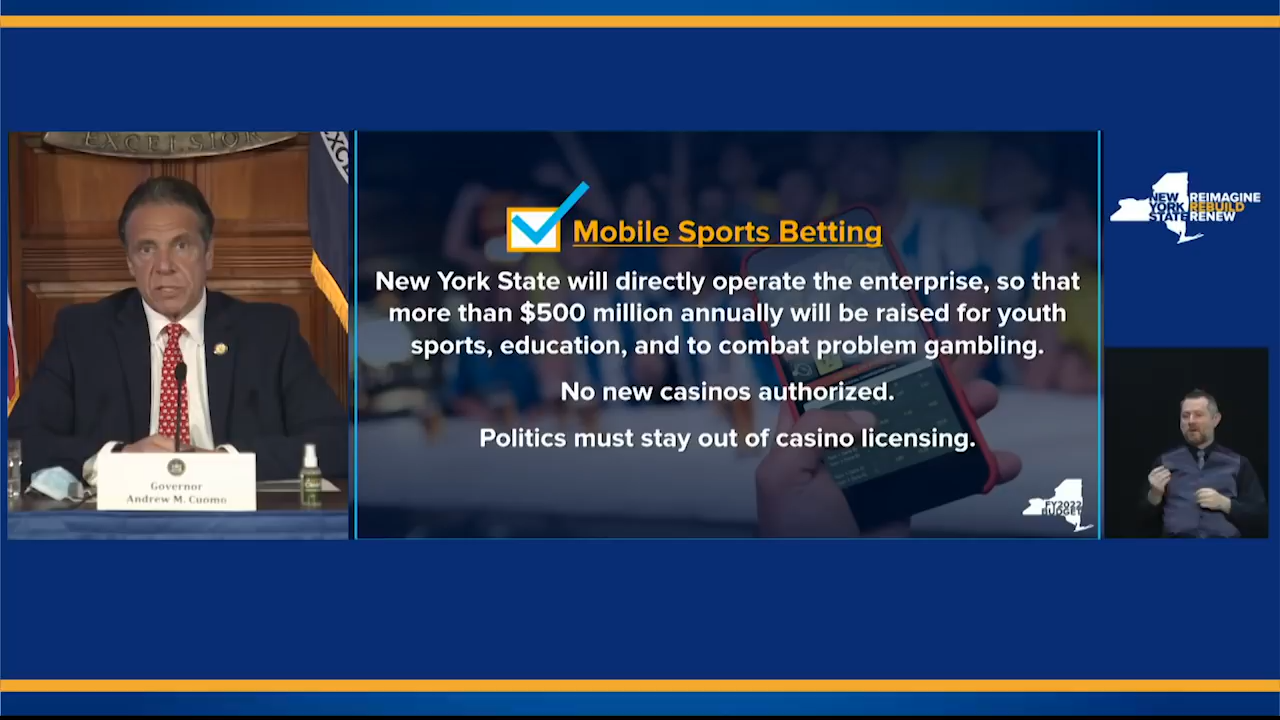 EXCELSIOR
EXC
Governor
Andrew M. Cuomo
Mobile Sports Betting
New York State will directly operate the enterprise, so that
more than $500 million annually will be raised for youth
sports, education, and to combat problem gambling.
No new casinos authorized.
Politics must stay out of casino licensing.
FY2022
BUDGET
NEW
YORK
STATE
REIMAGINE
REBUILD
RENEW